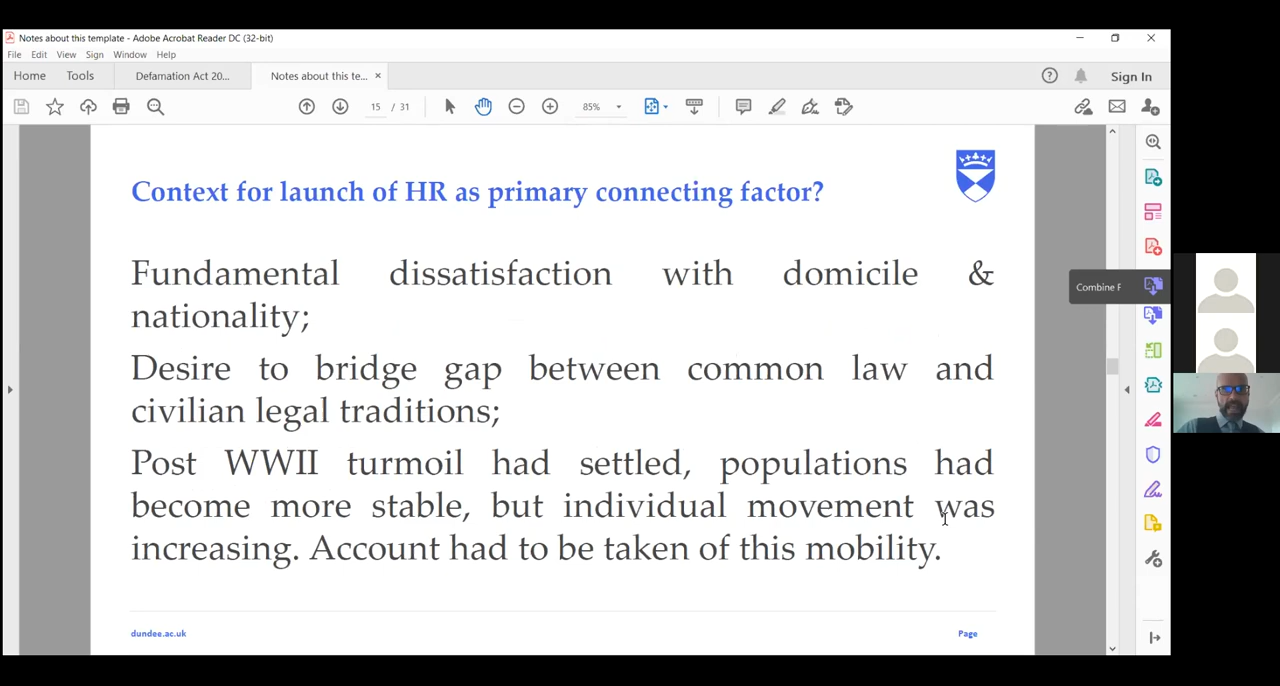 Notes about this template - Adobe Acrobat Reader DC (32-bit)
File Edit View Sign Window Help
Home Tools Defamation Act 20... Notes about this te... × Sign In
15 / 31 85%
Context for launch of HR as primary connecting factor?
Fundamental dissatisfaction with domicile &
nationality;
Desire to bridge gap between common law and
civilian legal traditions;
Post WWII turmoil had settled, populations had
become more stable, but individual movement was
increasing. Account had to be taken of this mobility.
Combine F
dundee.ac.uk Page